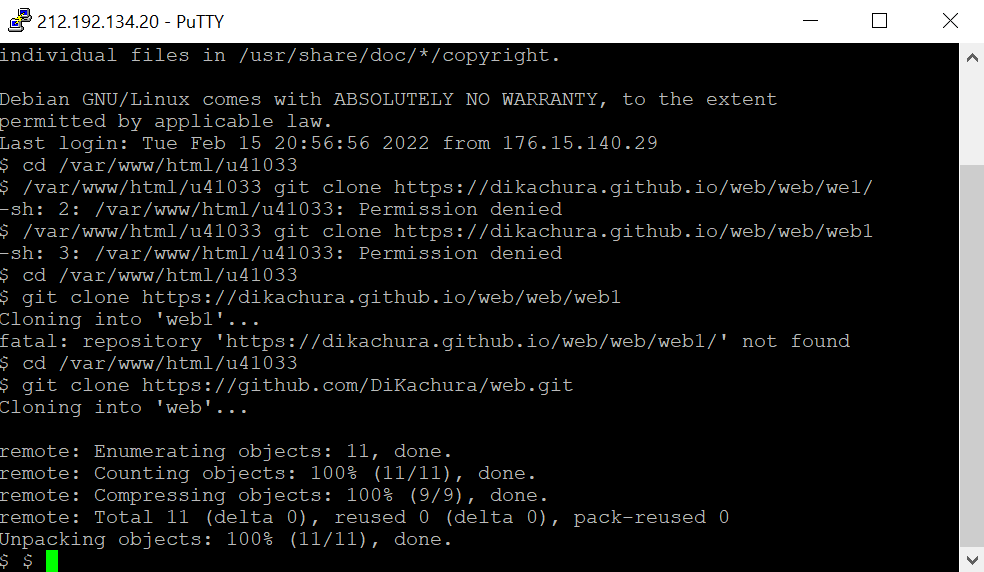 212.192.134.20 - PuTTY
individual files in /usr/share/doc/*/copyright.
Debian GNU/Linux comes with ABSOLUTELY NO WARRANTY, to the extent
permitted by applicable law.
Last login: Tue Feb 15 20:56:56 2022 from 176.15.140.29
$ cd /var/www/html/u41033
$ /var/www/html/u41033 git clone https://dikachura.github.io/web/web/we1/
-sh: 2: /var/www/html/u41033: Permission denied
$ /var/www/html/u41033 git clone https://dikachura.github.io/web/web/web1
-sh: 3: /var/www/html/u41033: Permission denied
$ cd /var/www/html/u41033
$ git clone https://dikachura.github.io/web/web/web1
Cloning into 'web1'...
fatal: repository 'https://dikachura.github.io/web/web/web1/' not found
$ cd /var/www/html/u41033
$ git clone https://github.com/DiKachura/web.git
Cloning into 'web'...
remote: Enumerating objects: 11, done.
remote: Counting objects: 100% (11/11), done.
remote: Compressing objects: 100% (9/9), done.
remote: Total 11 (delta 0), reused 0 (delta 0), pack-reused 0
Unpacking objects: 100% (11/11), done.
$ $